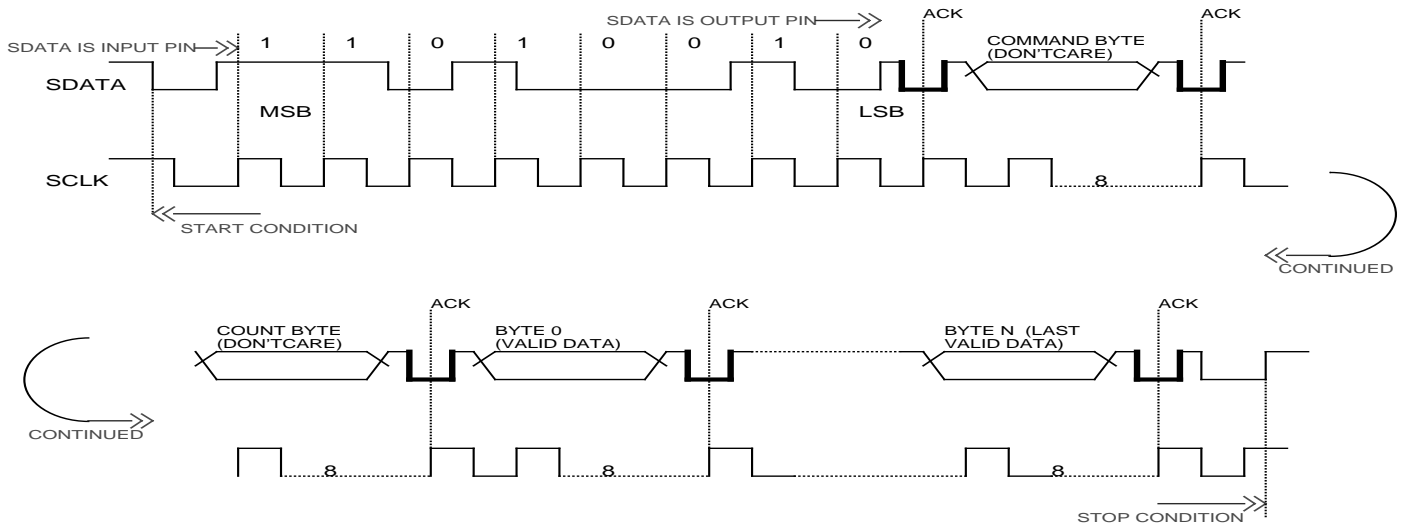 SDATA IS OUTPUT PIN
ACK
ACK
SDATA IS INPUT PIN
1 1 0 1 0 0 1 0
COMMAND BYTE
(DON'TCARE)
SDATA
MSB
LSB
SCLK
8
START CONDITION
CONTINUED
ACK
ACK
ACK
COUNT BYTE
(DON'TCARE)
BYTE 0
(VALID DATA)
BYTE N (LAST
VALID DATA)
CONTINUED
8
8
8
STOP CONDITION